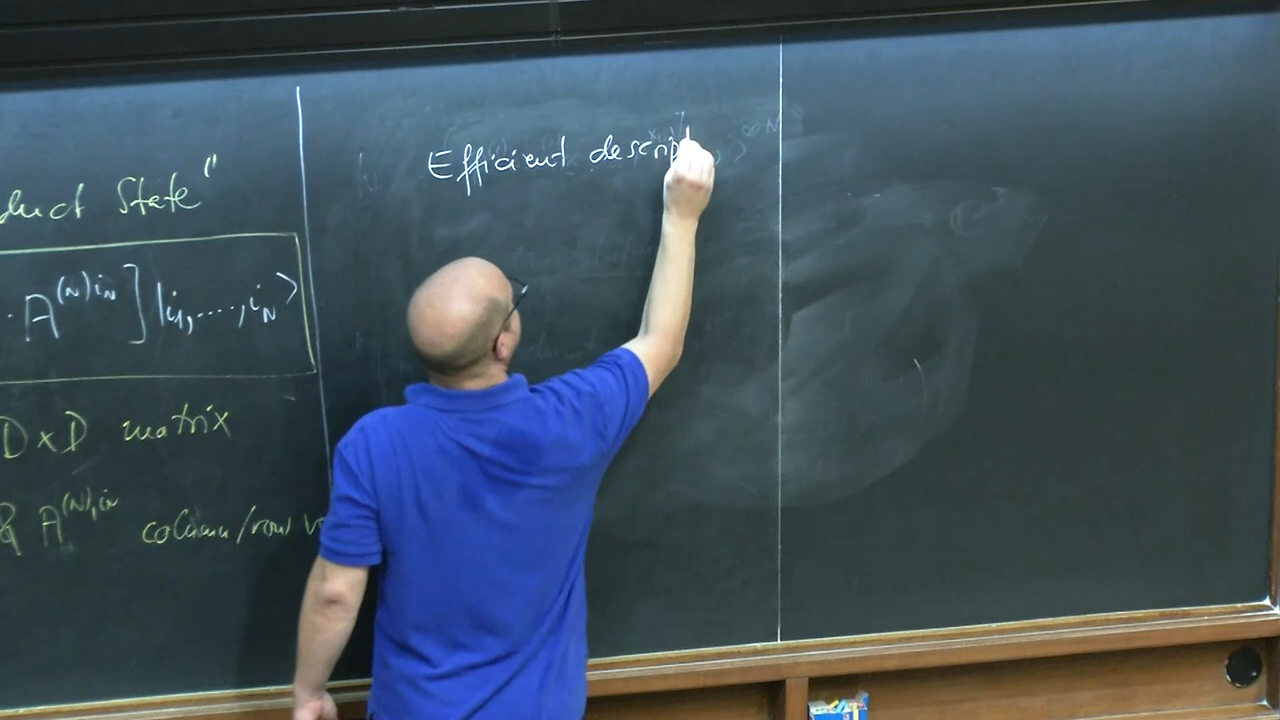 duct State"
· A^{(N) i_N} ] |i_1, ...., i_N>
D x D matrix
& A^{(N), i_N} column/row
Efficient descrip